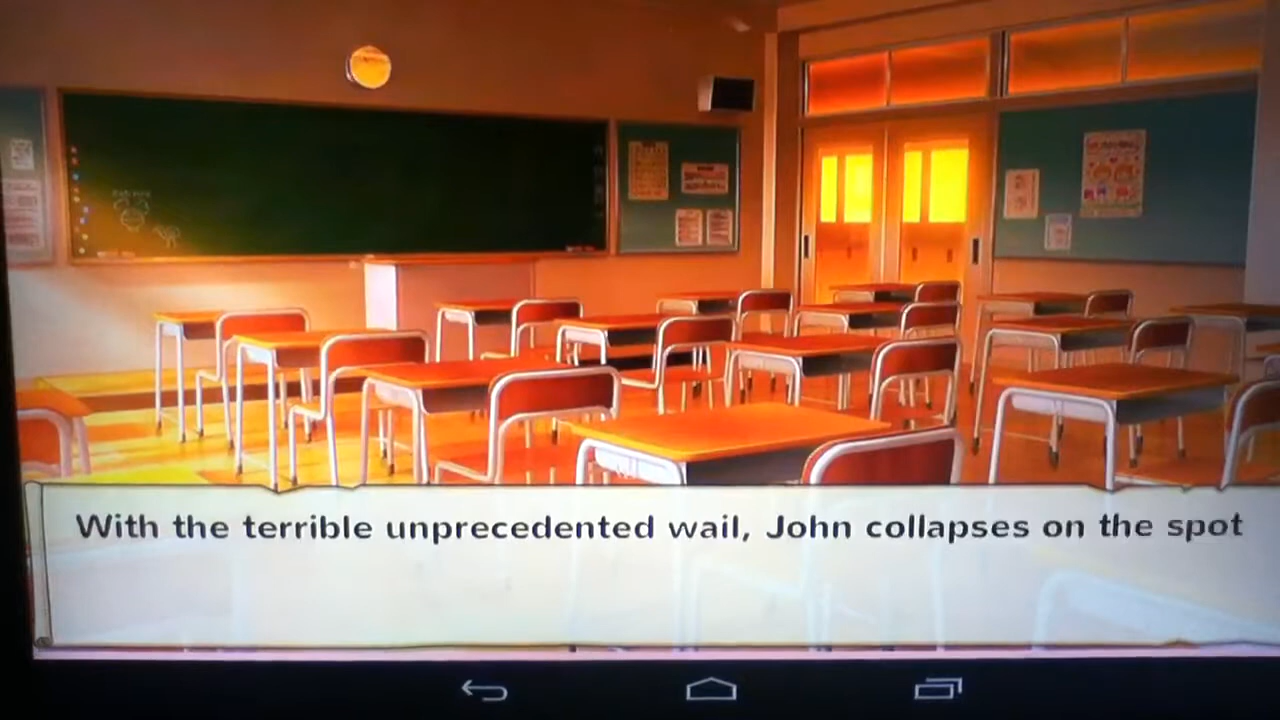 With the terrible unprecedented wail, John collapses on the spot